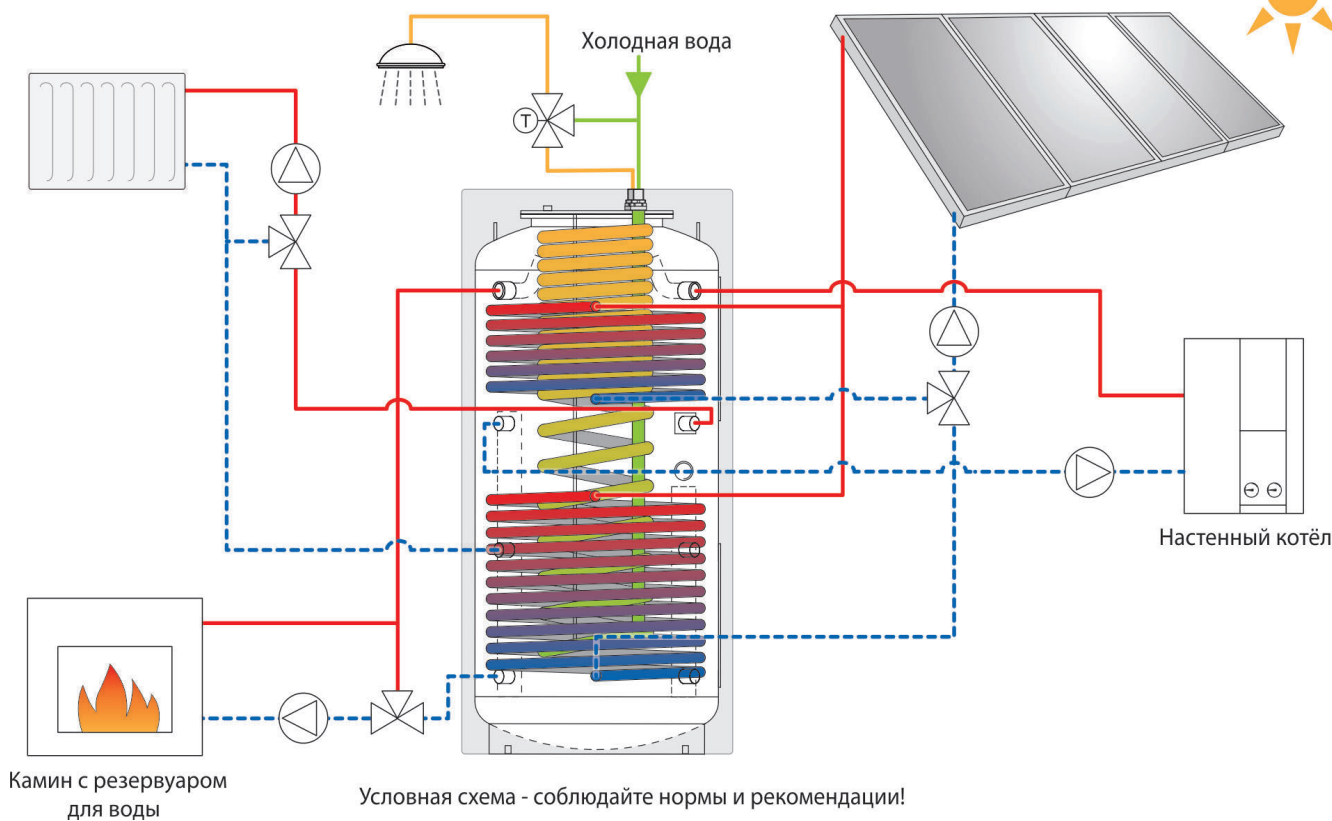 Холодная вода
T
Настенный котёл
Камин с резервуаром
для воды
Условная схема - соблюдайте нормы и рекомендации!